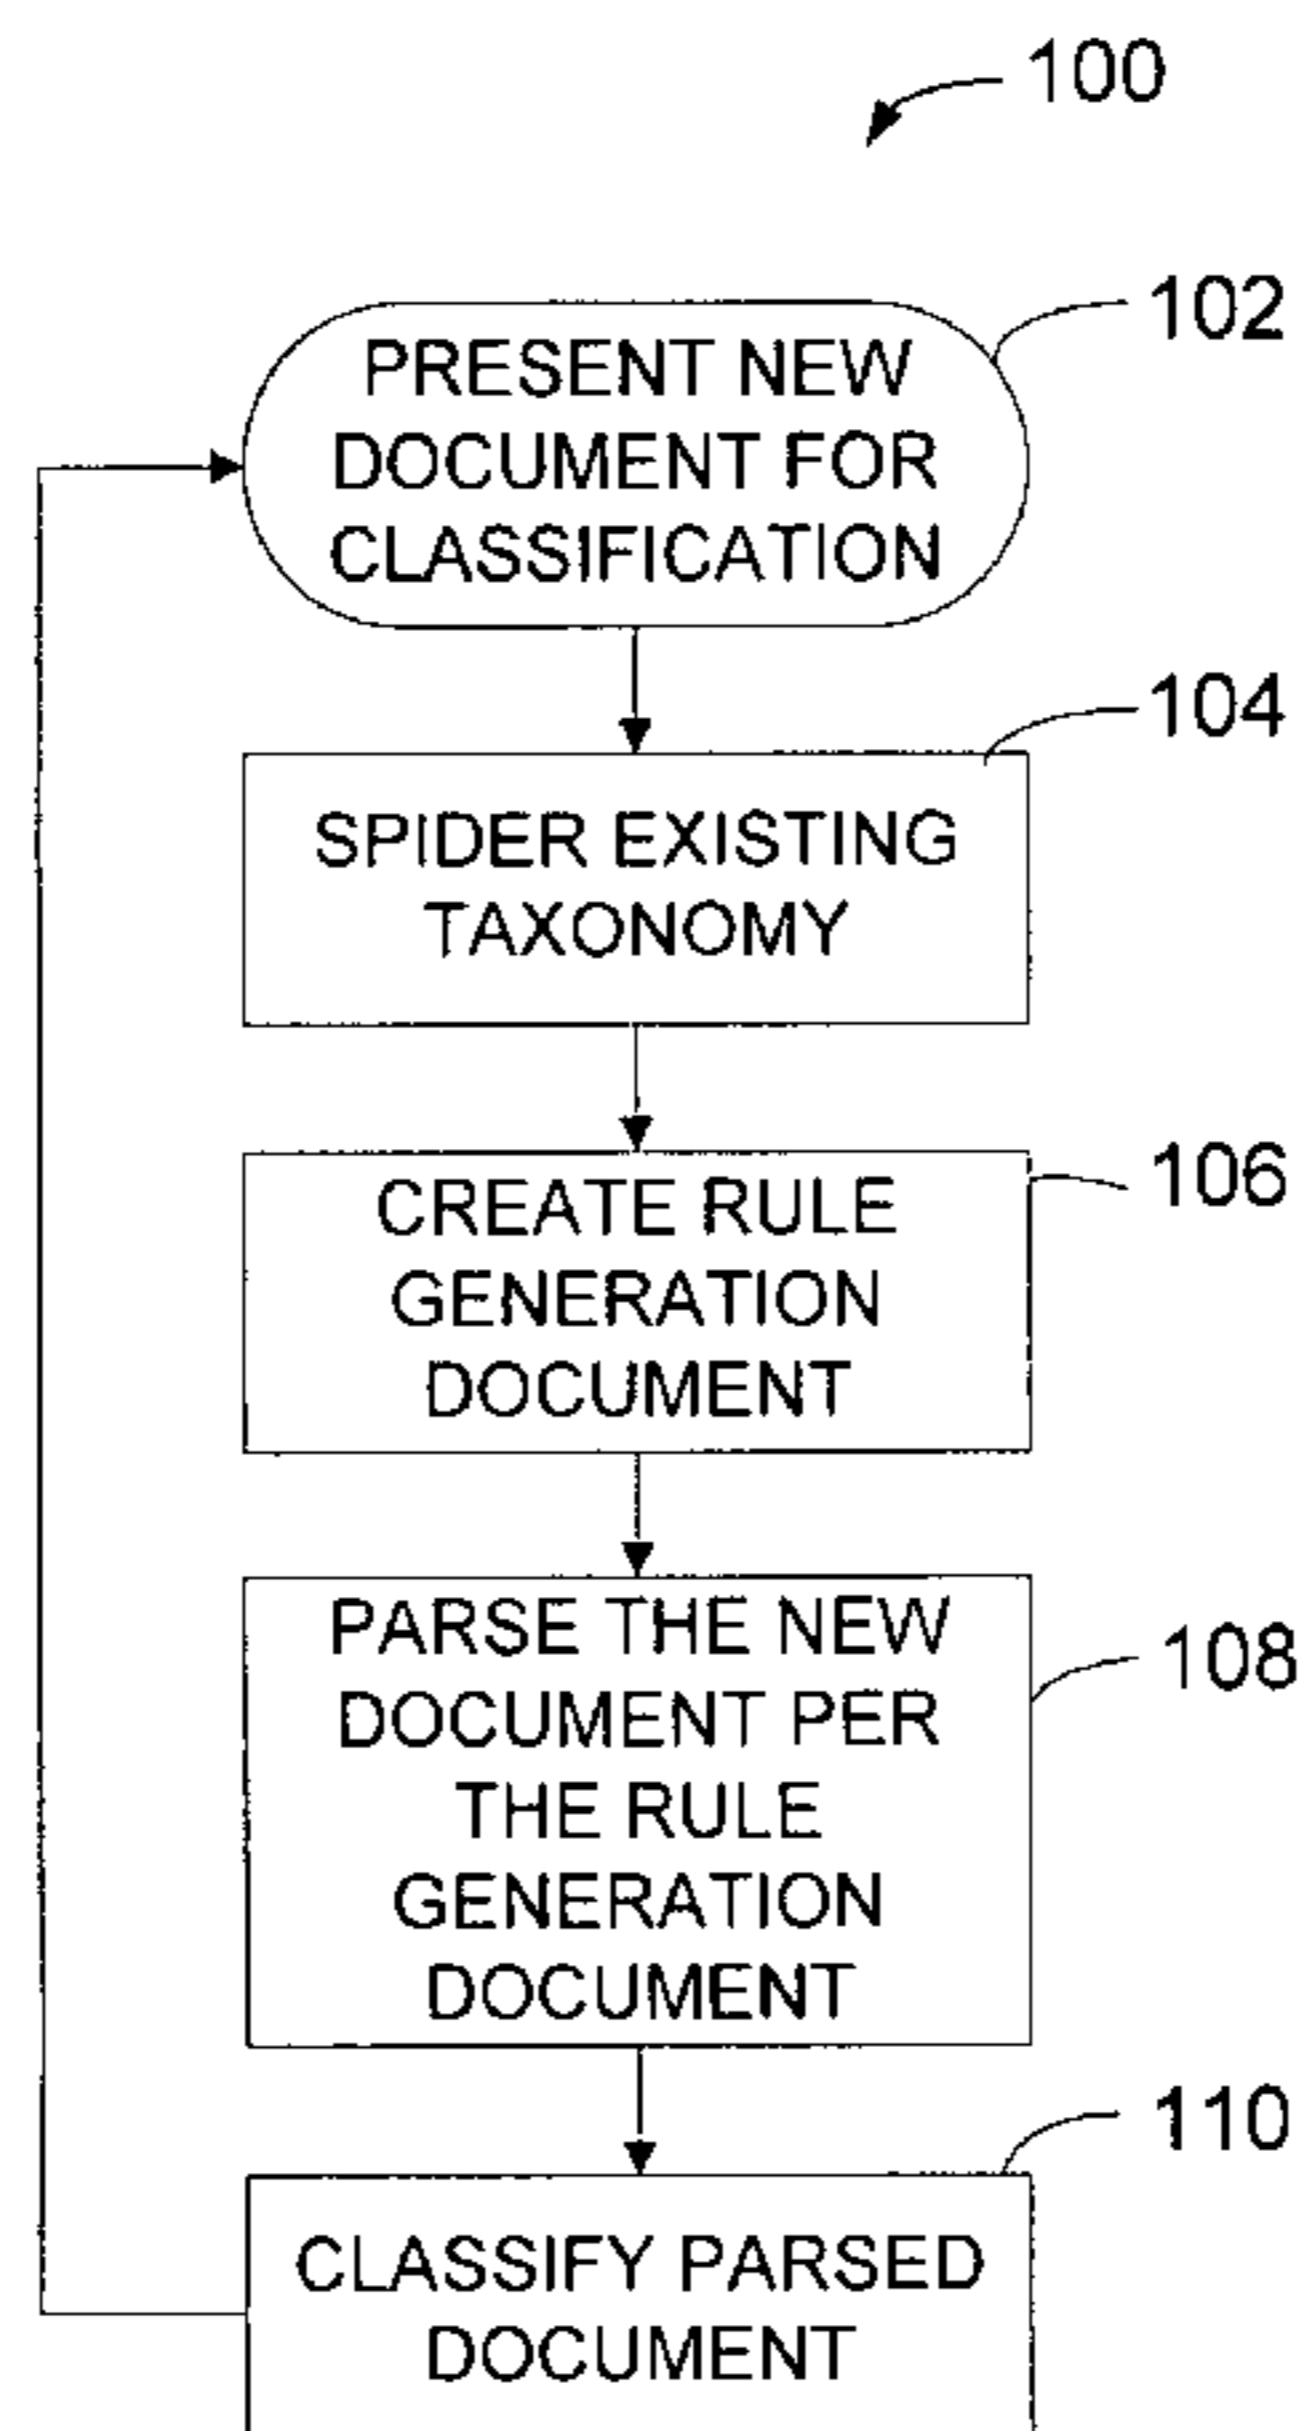 100
102
PRESENT NEW
DOCUMENT FOR
CLASSIFICATION
104
SPIDER EXISTING
TAXONOMY
106
CREATE RULE
GENERATION
DOCUMENT
108
PARSE THE NEW
DOCUMENT PER
THE RULE
GENERATION
DOCUMENT
110
CLASSIFY PARSED
DOCUMENT